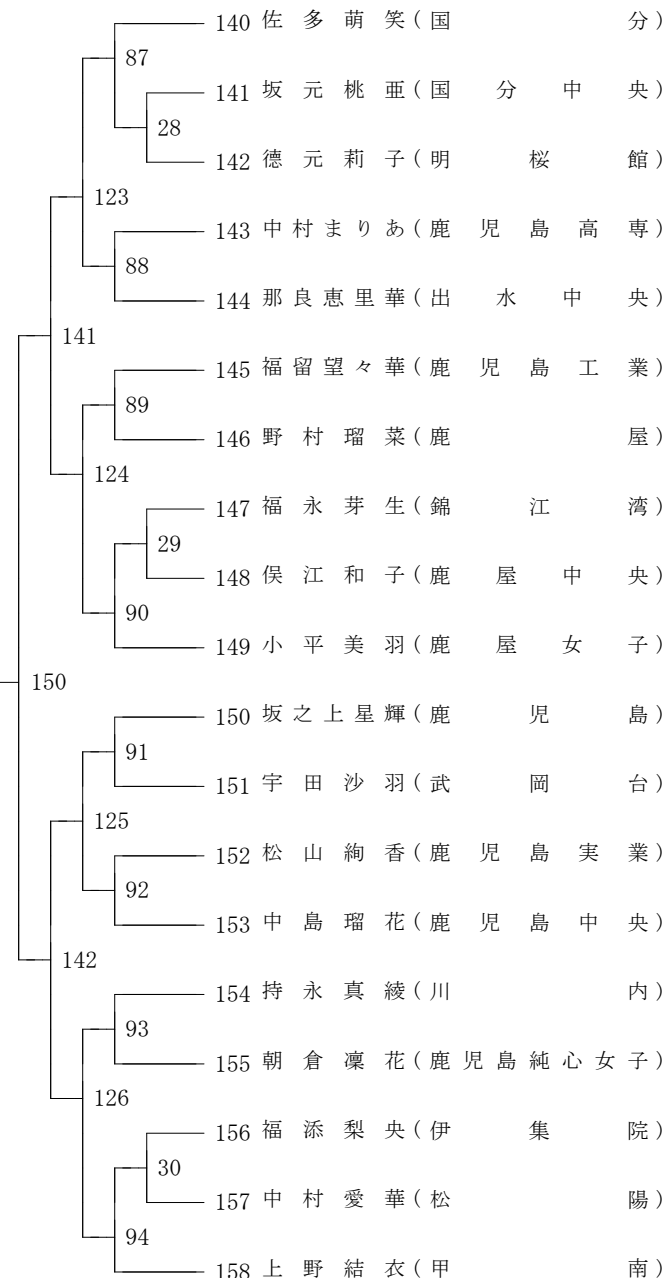 140 佐多萌笑(国分)
87
141 坂元桃亜(国分中央)
28
142 德元莉子(明桜館)
123
143 中村まりあ(鹿児島高専)
88
144 那良恵里華(出水中央)
141
145 福留望々華(鹿児島工業)
89
146 野村瑠菜(鹿屋)
124
147 福永芽生(錦江湾)
29
148 俣江和子(鹿屋中央)
90
149 小平美羽(鹿屋女子)
150
150 坂之上星輝(鹿児島)
91
151 宇田沙羽(武岡台)
125
152 松山絢香(鹿児島実業)
92
153 中島瑠花(鹿児島中央)
142
154 持永真綾(川内)
93
155 朝倉凜花(鹿児島純心女子)
126
156 福添梨央(伊集院)
30
157 中村愛華(松陽)
94
158 上野結衣(甲南)